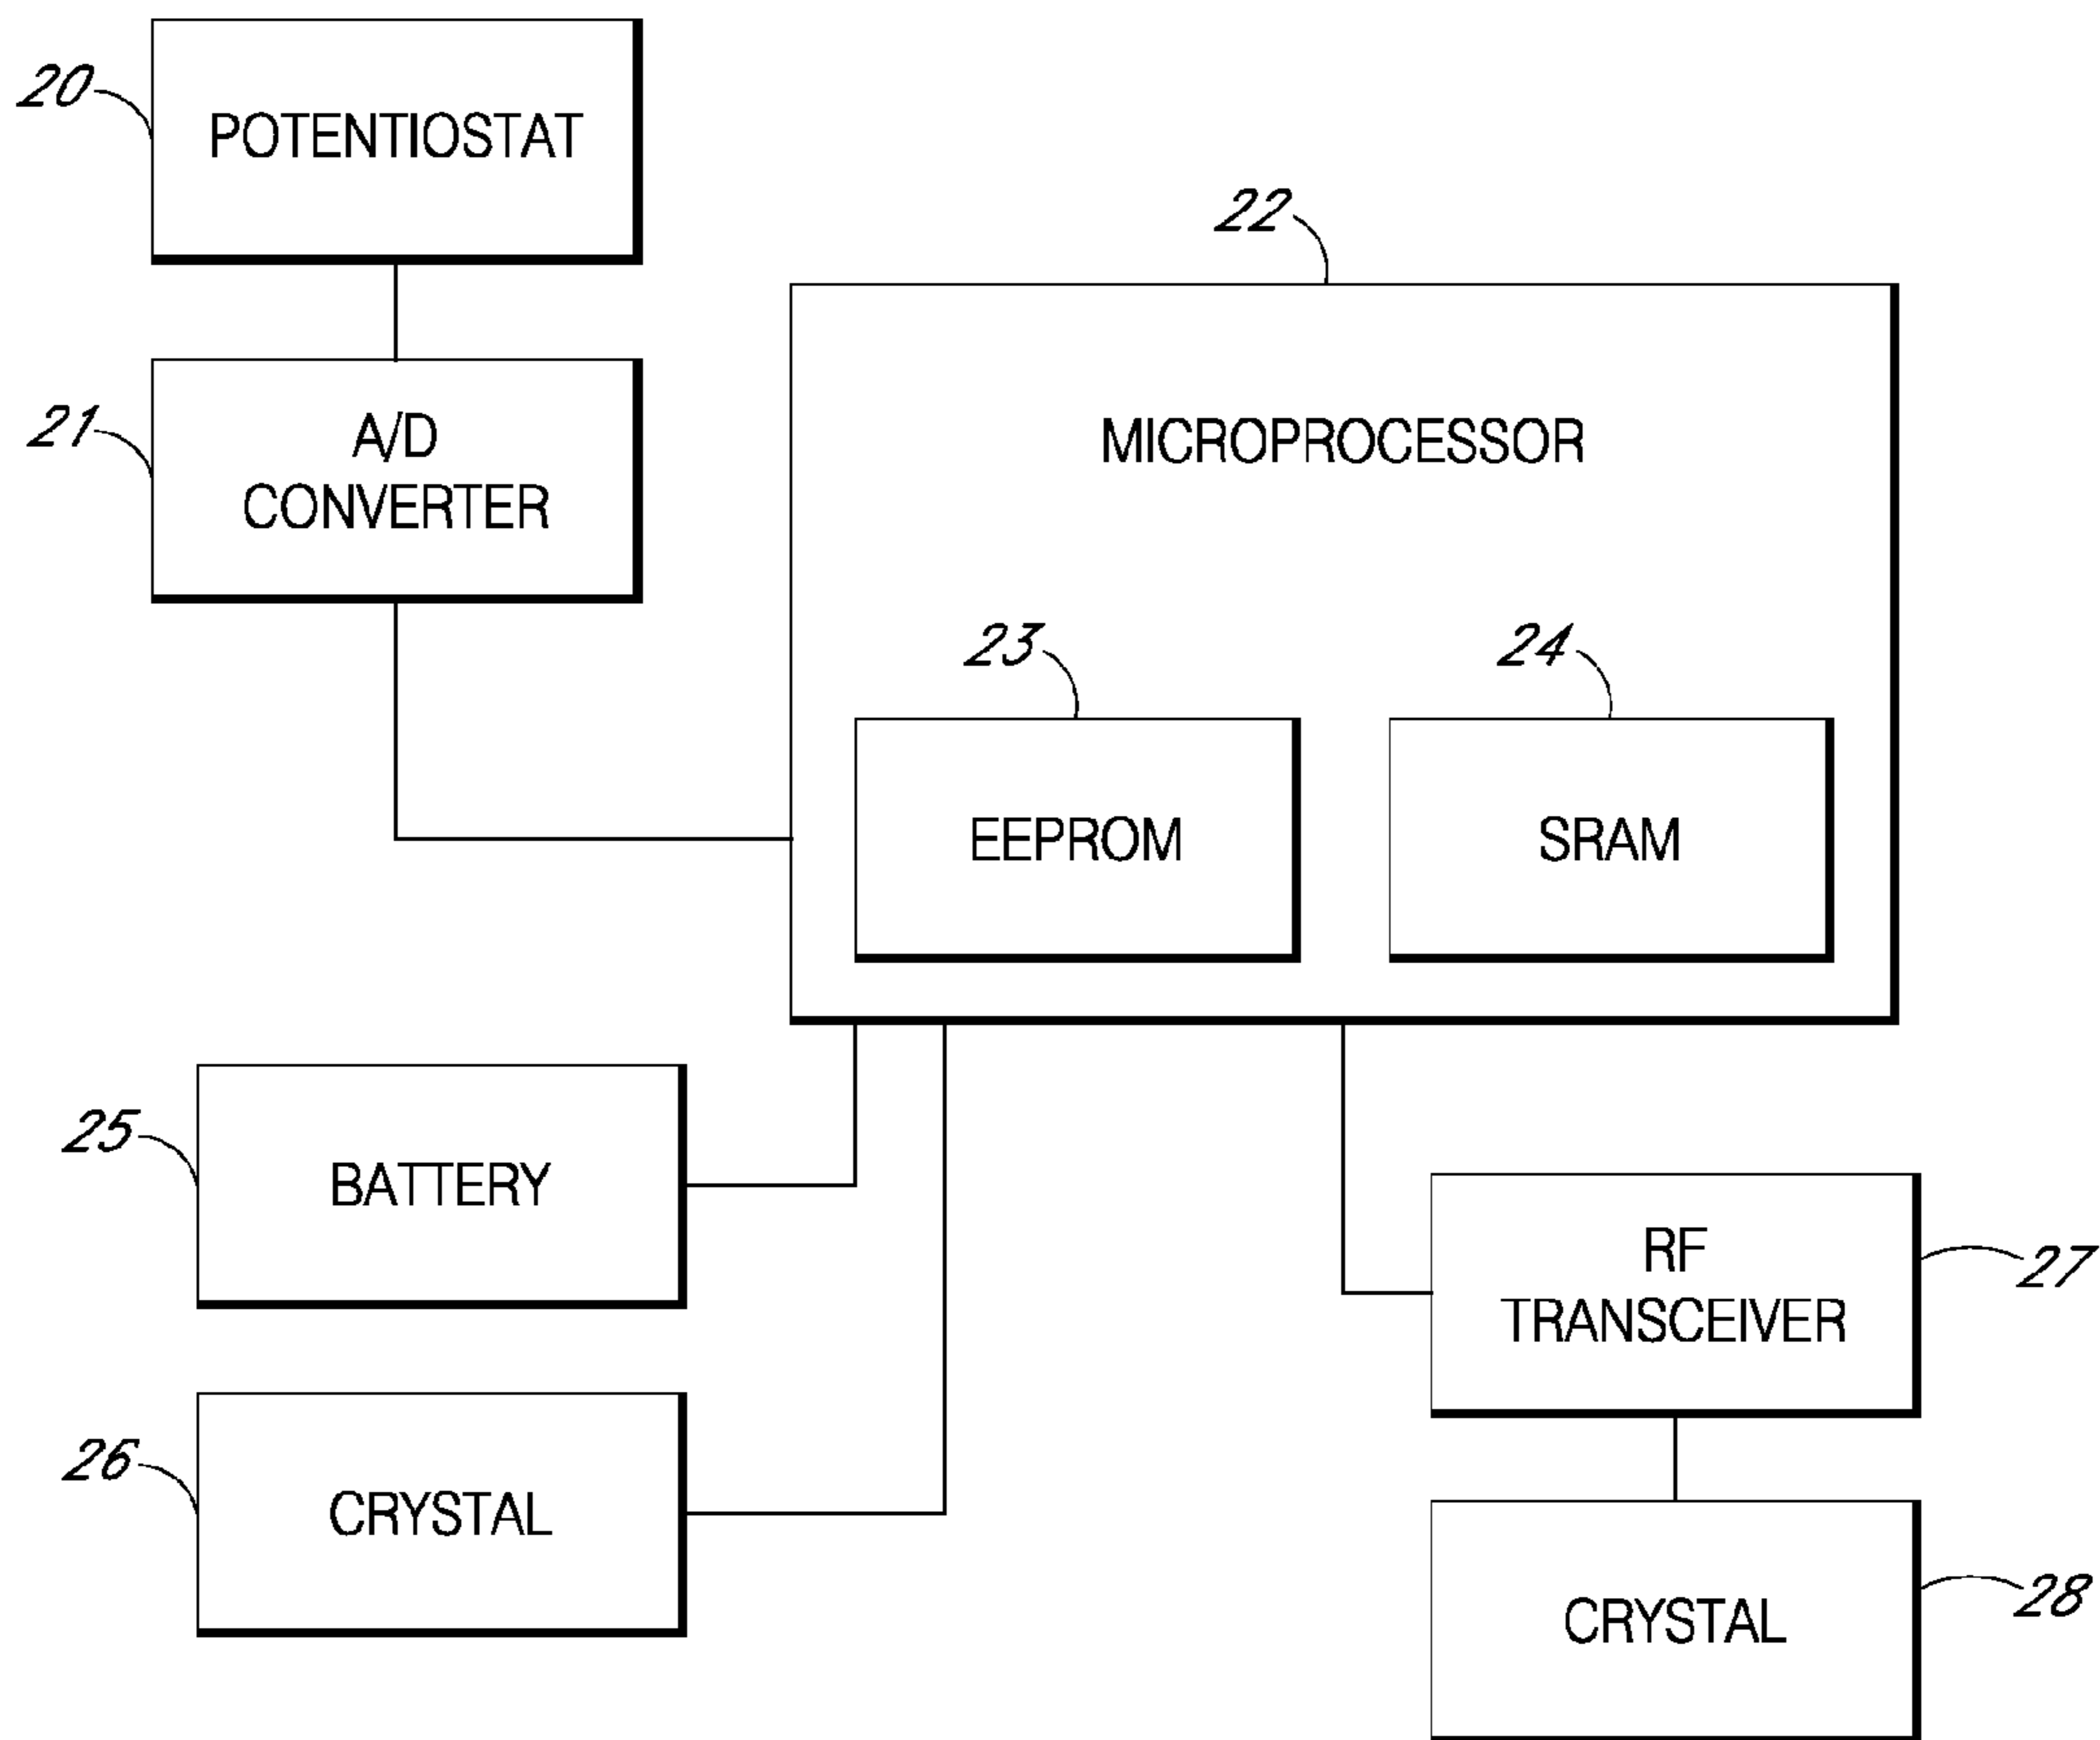 20
POTENTIOSTAT
22
21
A/D
CONVERTER
MICROPROCESSOR
23
24
EEPROM
SRAM
25
BATTERY
RF
TRANSCEIVER
27
26
CRYSTAL
CRYSTAL
28